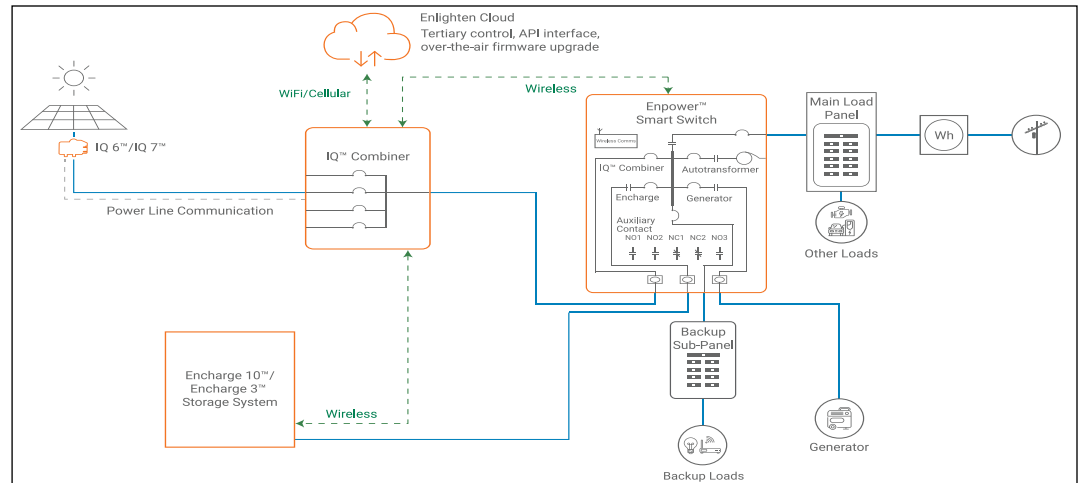 Enlighten Cloud
Tertiary control, API interface,
over-the-air firmware upgrade
WiFi/Cellular
Wireless
IQ 6™/IQ 7™
Power Line Communication
IQ™ Combiner
Enpower™
Smart Switch
Wireless Comms
IQ™ Combiner
Autotransformer
Encharge
Generator
Auxiliary
Contact
NO1 NO2 NC1 NC2 NO3
Main Load
Panel
Wh
Other Loads
Encharge 10™/
Encharge 3™
Storage System
Wireless
Backup
Sub-Panel
Backup Loads
Generator